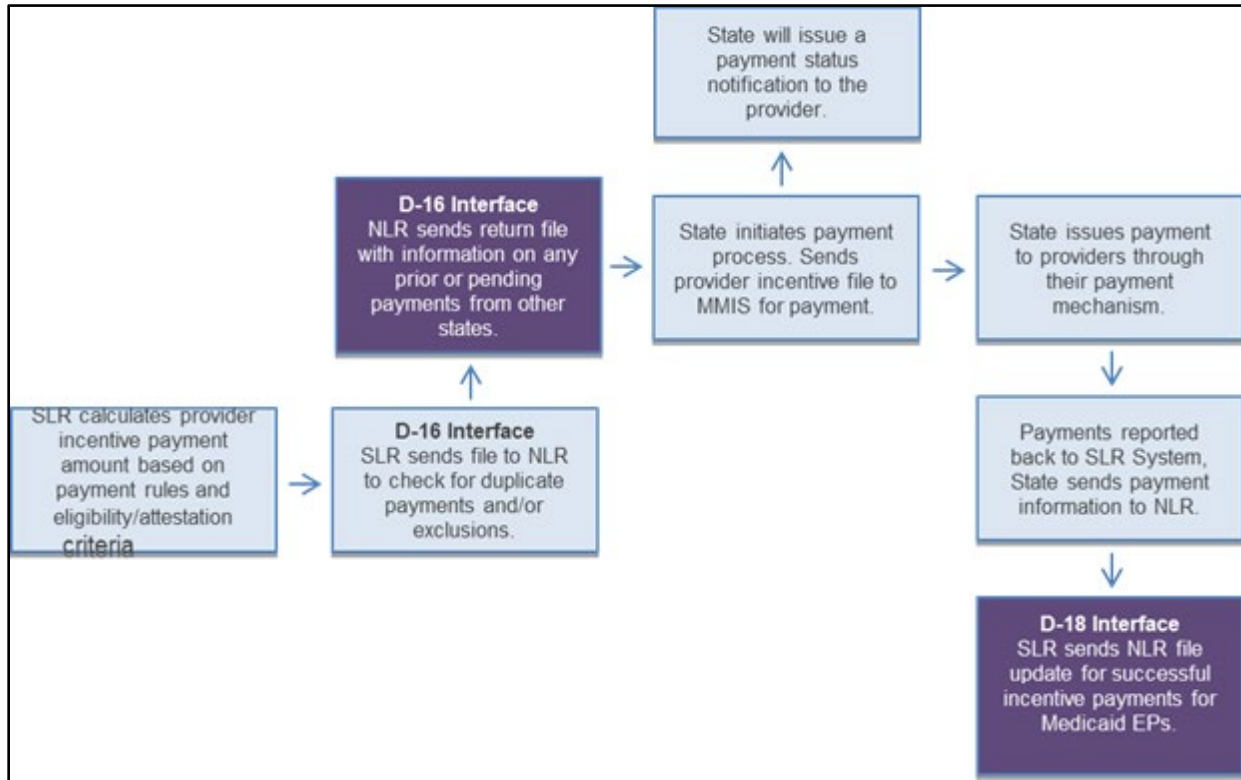 State will issue a
payment status
notification to the
provider.
D-16 Interface
NLR sends return file
with information on any
prior or pending
payments from other
states.
State initiates payment
process. Sends
provider incentive file to
MMIS for payment.
State issues payment
to providers through
their payment
mechanism.
SLR calculates provider
incentive payment
amount based on
payment rules and
eligibility/attestation
criteria
D-16 Interface
SLR sends file to NLR
to check for duplicate
payments and/or
exclusions.
Payments reported
back to SLR System,
State sends payment
information to NLR.
D-18 Interface
SLR sends NLR file
update for successful
incentive payments for
Medicaid EPs.